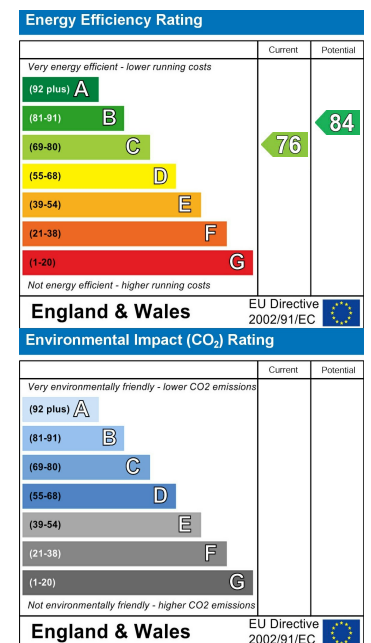 Energy Efficiency Rating
Current Potential
Very energy efficient - lower running costs
(92 plus) A
(81-91) B
84
(69-80) C
76
(55-68) D
(39-54) E
(21-38) F
(1-20) G
Not energy efficient - higher running costs
England & Wales
EU Directive
2002/91/EC
Environmental Impact (CO₂) Rating
Current Potential
Very environmentally friendly - lower CO2 emissions
(92 plus) A
(81-91) B
(69-80) C
(55-68) D
(39-54) E
(21-38) F
(1-20) G
Not environmentally friendly - higher CO2 emissions
England & Wales
EU Directive
2002/91/EC